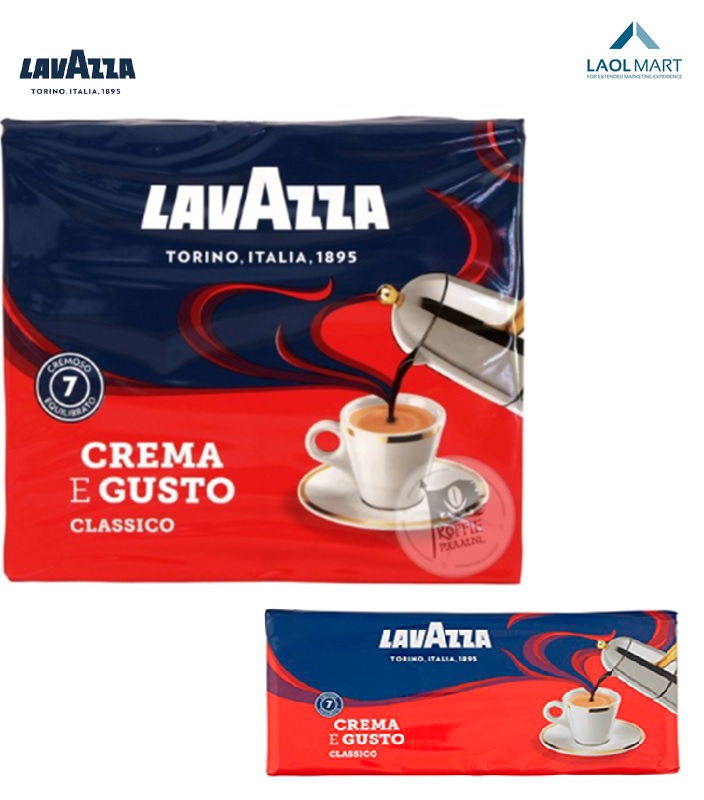 LAVAZZA
TORINO, ITALIA, 1895
LAOLMART
FOR EXTENDED MARKETING EXPERIENCE
LAVAZZA
TORINO, ITALIA, 1895
CREMOSO
7
EQUILIBRATO
CREMA
E GUSTO
CLASSICO
KOFFIE
LAVAZZA
TORINO, ITALIA, 1895
7
CREMA
E GUSTO
CLASSICO